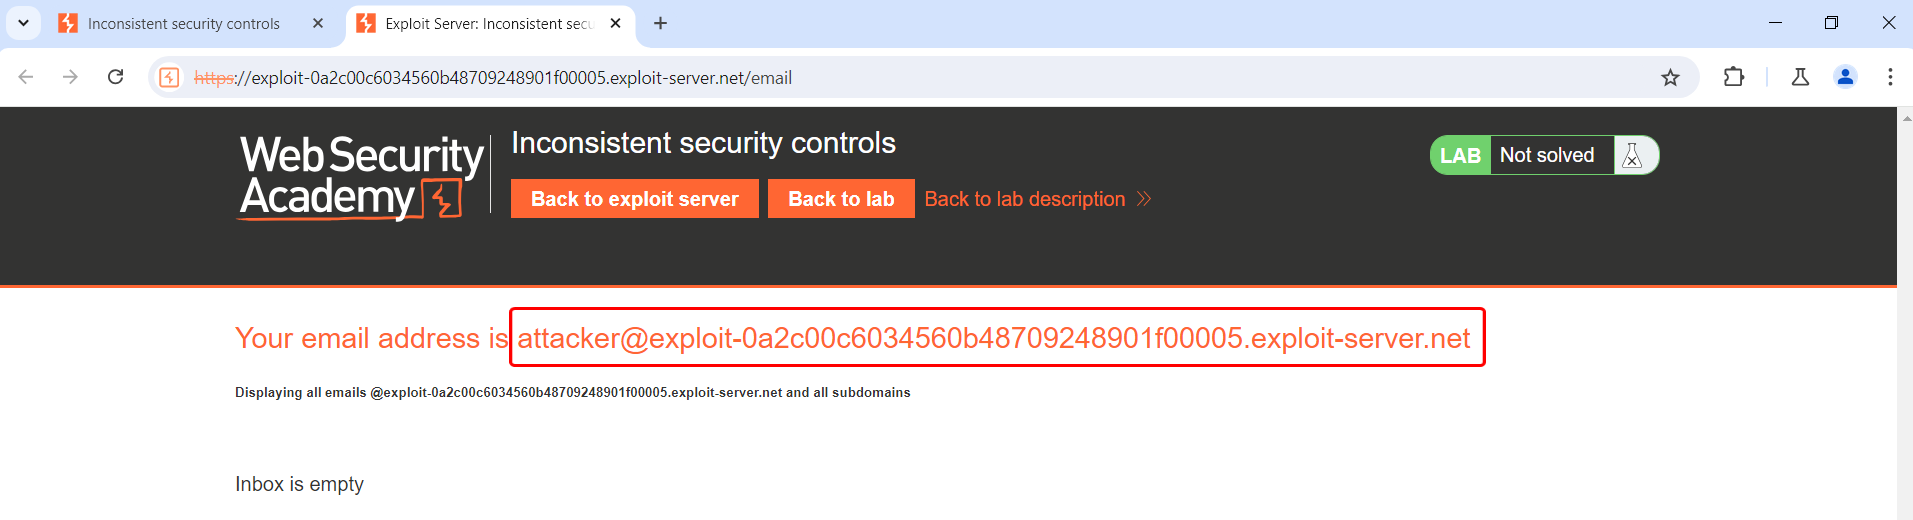 Inconsistent security controls
Exploit Server: Inconsistent secu
https://exploit-0a2c00c6034560b48709248901f00005.exploit-server.net/email
Web Security
Academy
Inconsistent security controls
Back to exploit server
Back to lab
Back to lab description
LAB
Not solved
Your email address is attacker@exploit-0a2c00c6034560b48709248901f00005.exploit-server.net
Displaying all emails @exploit-0a2c00c6034560b48709248901f00005.exploit-server.net and all subdomains
Inbox is empty